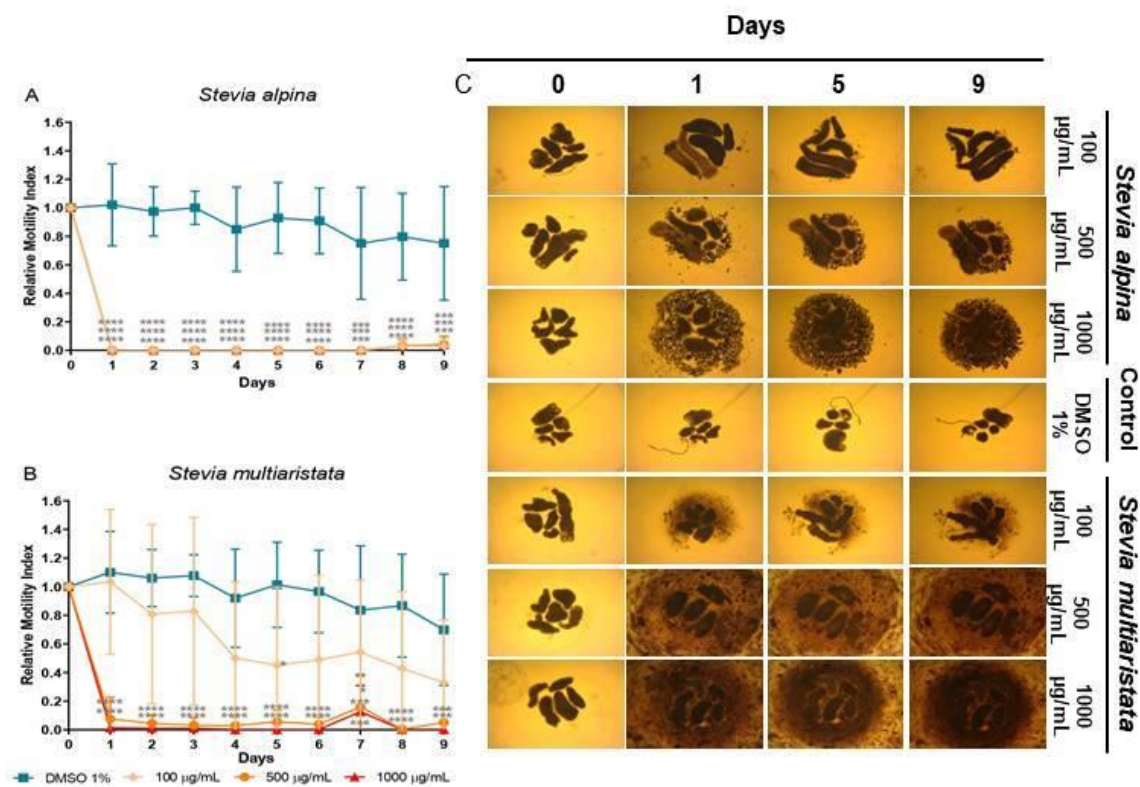 Days
C 0 1 5 9
100 µg/mL
500 µg/mL
1000 µg/mL
Stevia alpina
DMSO 1%
Control
100 µg/mL
500 µg/mL
1000 µg/mL
Stevia multiaristata
A
Stevia alpina
Relative Motility Index
1.6
1.4
1.2
1.0
0.8
0.6
0.4
0.2
0.0
0 1 2 3 4 5 6 7 8 9
Days
B
Stevia multiaristata
Relative Motility Index
1.6
1.4
1.2
1.0
0.8
0.6
0.4
0.2
0.0
0 1 2 3 4 5 6 7 8 9
Days
DMSO 1% 100 µg/mL 500 µg/mL 1000 µg/mL